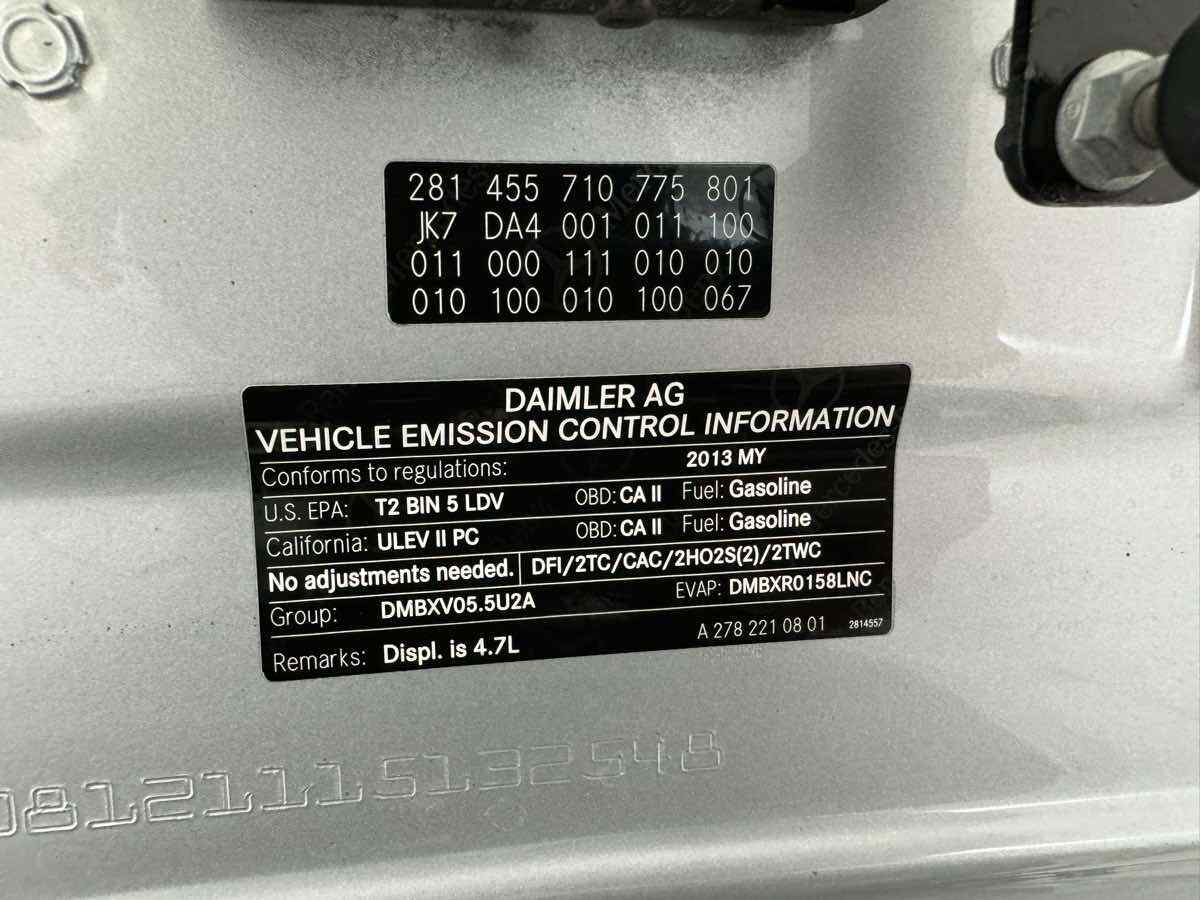 281 455 710 775 801
JK7 DA4 001 011 100
011 000 111 010 010
010 100 010 100 067
DAIMLER AG
VEHICLE EMISSION CONTROL INFORMATION
Conforms to regulations: 2013 MY
U.S. EPA: T2 BIN 5 LDV OBD: CA II Fuel: Gasoline
California: ULEV II PC OBD: CA II Fuel: Gasoline
No adjustments needed. DFI/2TC/CAC/2HO2S(2)/2TWC
Group: DMBXV05.5U2A EVAP: DMBXR0158LNC
Remarks: Displ. is 4.7L A 278 221 08 01 2814557
08121115132548